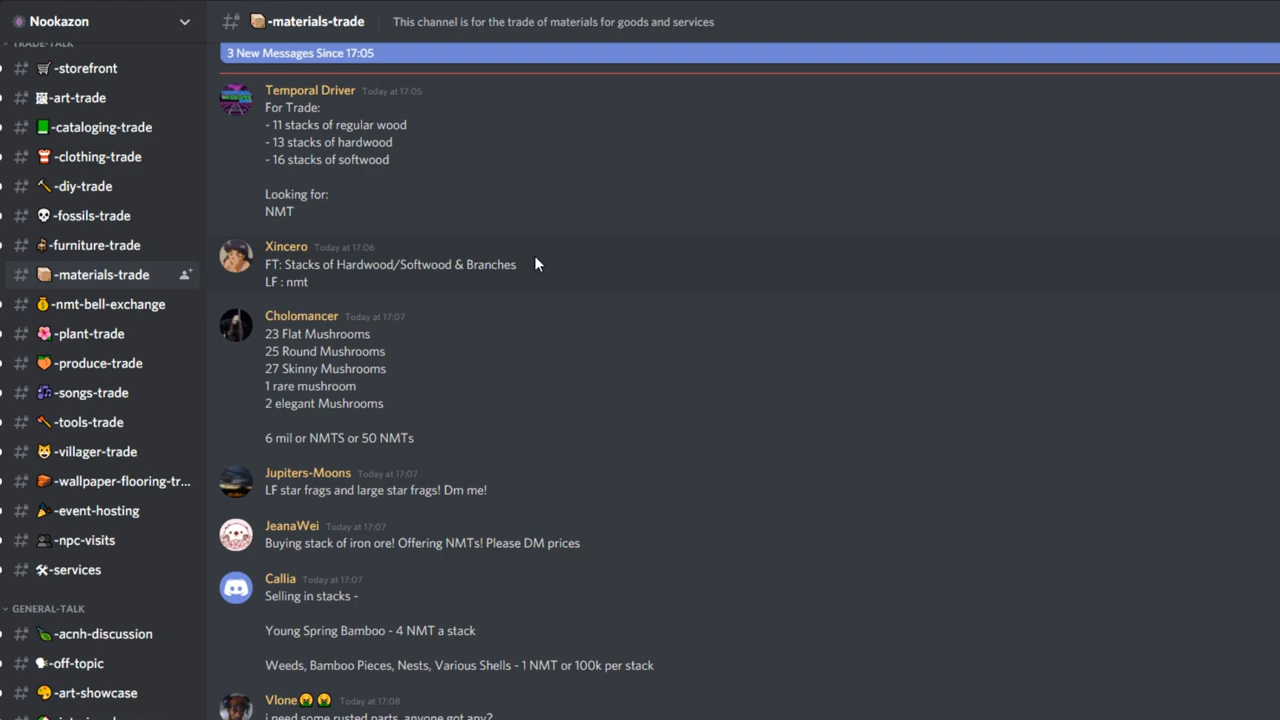 Nookazon
TRADE-TALK
-storefront
-art-trade
-cataloging-trade
-clothing-trade
-diy-trade
-fossils-trade
-furniture-trade
-materials-trade
-nmt-bell-exchange
-plant-trade
-produce-trade
-songs-trade
-tools-trade
-villager-trade
-wallpaper-flooring-tr...
-event-hosting
-npc-visits
-services
GENERAL-TALK
-acnh-discussion
-off-topic
-art-showcase
-materials-trade This channel is for the trade of materials for goods and services
3 New Messages Since 17:05
Temporal Driver Today at 17:05
For Trade:
- 11 stacks of regular wood
- 13 stacks of hardwood
- 16 stacks of softwood
Looking for:
NMT
Xincero Today at 17:06
FT: Stacks of Hardwood/Softwood & Branches
LF : nmt
Cholomancer Today at 17:07
23 Flat Mushrooms
25 Round Mushrooms
27 Skinny Mushrooms
1 rare mushroom
2 elegant Mushrooms
6 mil or NMTS or 50 NMTs
Jupiters-Moons Today at 17:07
LF star frags and large star frags! Dm me!
JeanaWei Today at 17:07
Buying stack of iron ore! Offering NMTs! Please DM prices
Callia Today at 17:07
Selling in stacks -
Young Spring Bamboo - 4 NMT a stack
Weeds, Bamboo Pieces, Nests, Various Shells - 1 NMT or 100k per stack
Vlone Today at 17:08
i need some rusted parts, anyone got any?